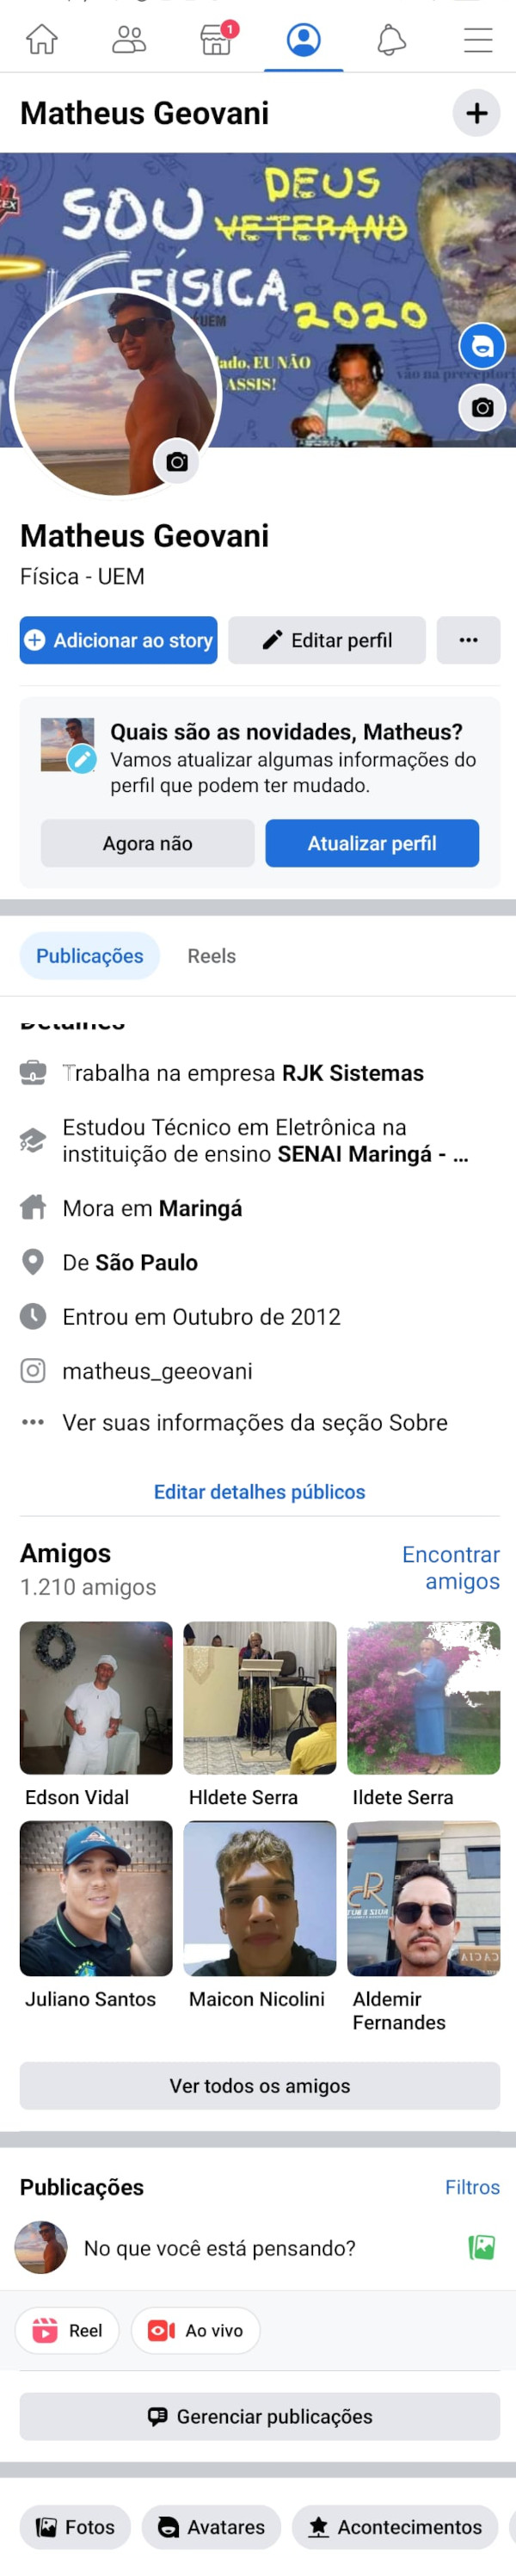 1
Matheus Geovani
SOU DEUS
VETERANO
FÍSICA 2020
UEM
ado, EU NÃO
ASSIS!
vão na preceptori
Matheus Geovani
Física - UEM
Adicionar ao story
Editar perfil
Quais são as novidades, Matheus?
Vamos atualizar algumas informações do
perfil que podem ter mudado.
Agora não
Atualizar perfil
Publicações
Reels
Detalhes
Trabalha na empresa RJK Sistemas
Estudou Técnico em Eletrônica na
instituição de ensino SENAI Maringá - ...
Mora em Maringá
De São Paulo
Entrou em Outubro de 2012
matheus_geeovani
Ver suas informações da seção Sobre
Editar detalhes públicos
Amigos
1.210 amigos
Encontrar
amigos
Edson Vidal
HIdete Serra
Ildete Serra
Juliano Santos
Maicon Nicolini
Aldemir
Fernandes
Ver todos os amigos
Publicações
Filtros
No que você está pensando?
Reel
Ao vivo
Gerenciar publicações
Fotos
Avatares
Acontecimentos